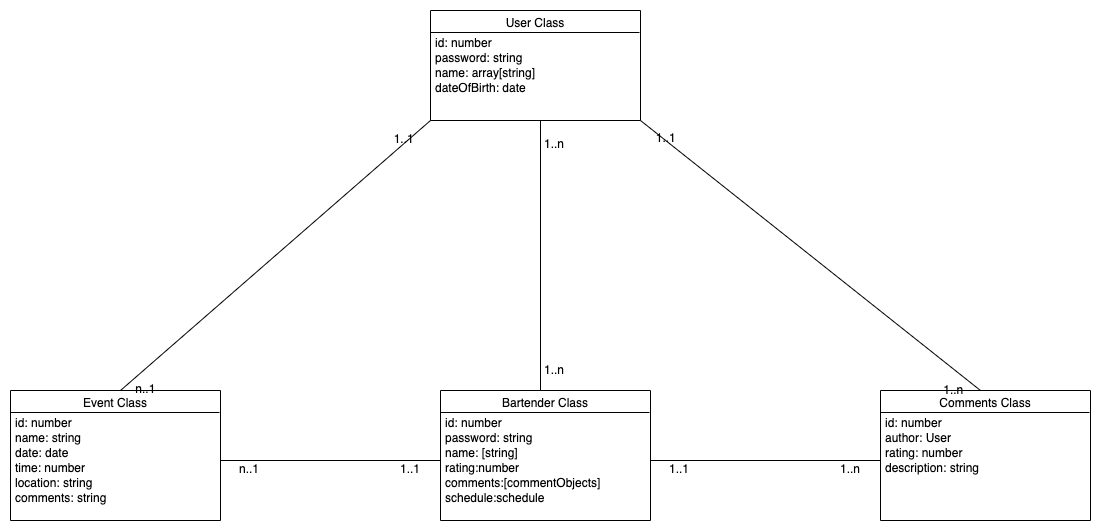 User Class
id: number
password: string
name: array[string]
dateOfBirth: date
1..1
1..n
1..1
1..n
n..1
1..n
Event Class
id: number
name: string
date: date
time: number
location: string
comments: string
Bartender Class
id: number
password: string
name: [string]
rating:number
comments:[commentObjects]
schedule:schedule
Comments Class
id: number
author: User
rating: number
description: string
n..1
1..1
1..1
1..n